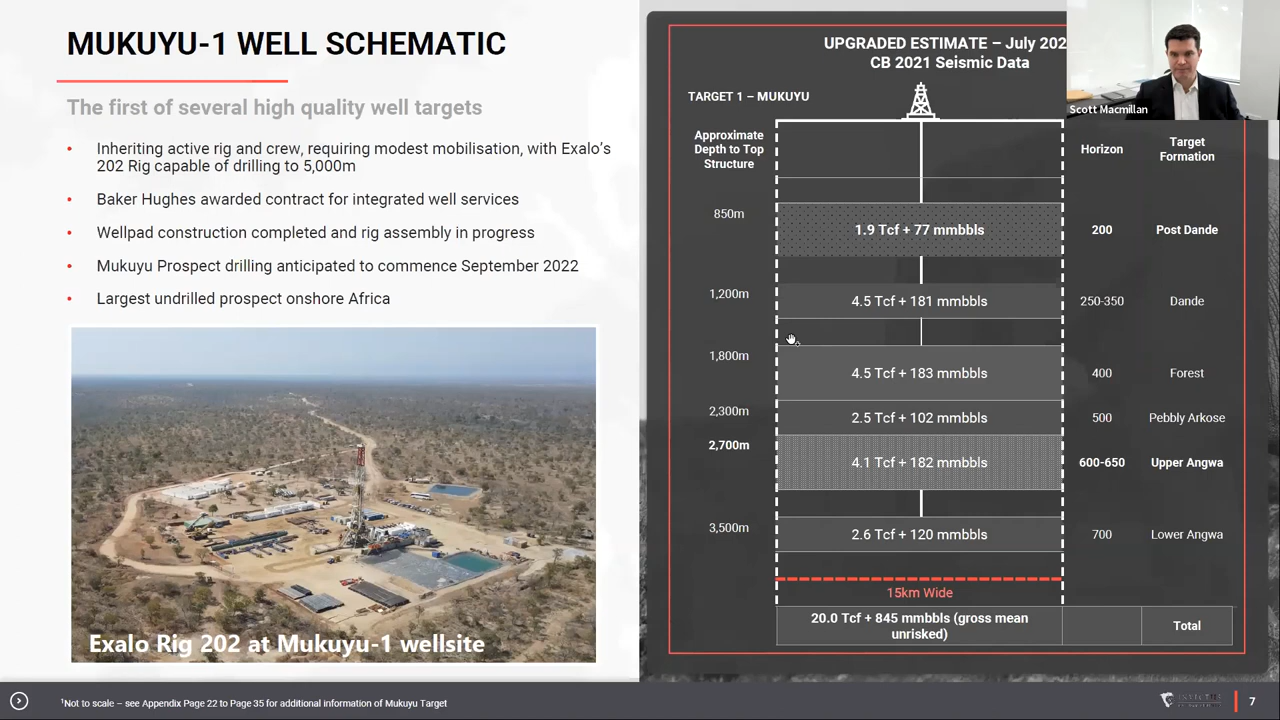 MUKUYU-1 WELL SCHEMATIC
The first of several high quality well targets
• Inheriting active rig and crew, requiring modest mobilisation, with Exalo’s
202 Rig capable of drilling to 5,000m
• Baker Hughes awarded contract for integrated well services
• Wellpad construction completed and rig assembly in progress
• Mukuyu Prospect drilling anticipated to commence September 2022
• Largest undrilled prospect onshore Africa
Exalo Rig 202 at Mukuyu-1 wellsite
UPGRADED ESTIMATE – July 202
CB 2021 Seismic Data
Scott Macmillan
TARGET 1 – MUKUYU
Approximate
Depth to Top
Structure
Horizon
Target
Formation
850m 1.9 Tcf + 77 mmbbls 200 Post Dande
1,200m 4.5 Tcf + 181 mmbbls 250-350 Dande
1,800m 4.5 Tcf + 183 mmbbls 400 Forest
2,300m 2.5 Tcf + 102 mmbbls 500 Pebbly Arkose
2,700m 4.1 Tcf + 182 mmbbls 600-650 Upper Angwa
3,500m 2.6 Tcf + 120 mmbbls 700 Lower Angwa
15km Wide
20.0 Tcf + 845 mmbbls (gross mean
unrisked)
Total
¹Not to scale – see Appendix Page 22 to Page 35 for additional information of Mukuyu Target
7